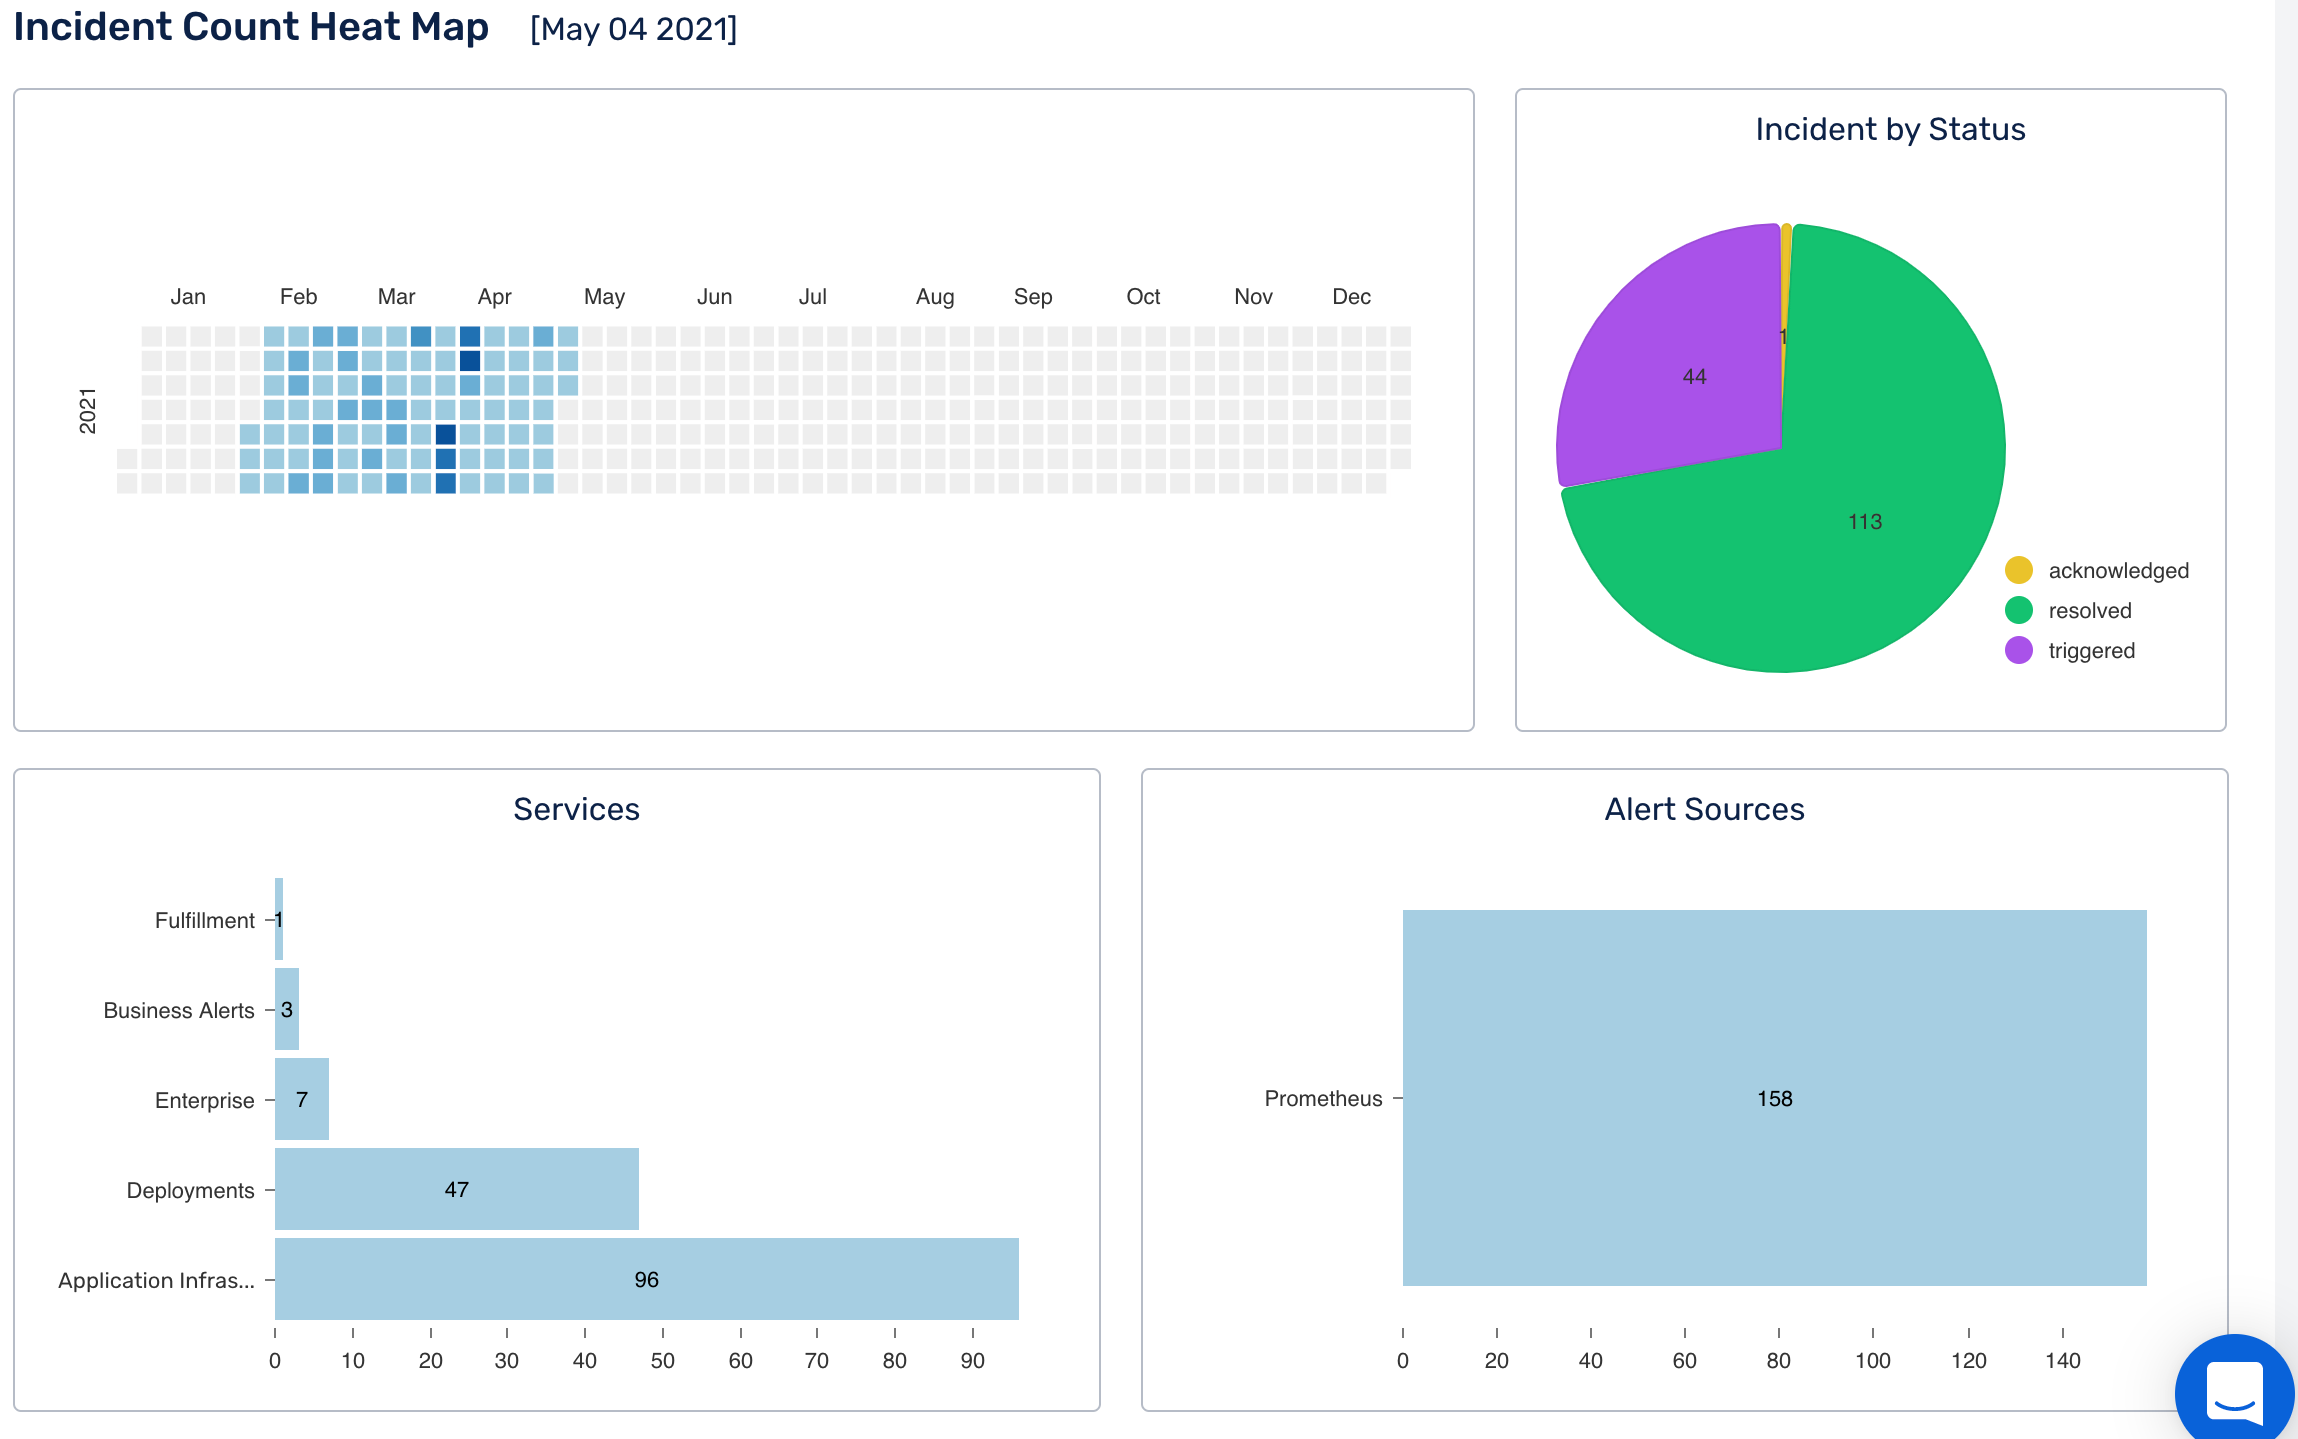 Incident Count Heat Map [May 04 2021]
Jan Feb Mar Apr May Jun Jul Aug Sep Oct Nov Dec
2021
Incident by Status
1
44
113
acknowledged
resolved
triggered
Services
Fulfillment 1
Business Alerts 3
Enterprise 7
Deployments 47
Application Infras... 96
0 10 20 30 40 50 60 70 80 90
Alert Sources
Prometheus 158
0 20 40 60 80 100 120 140